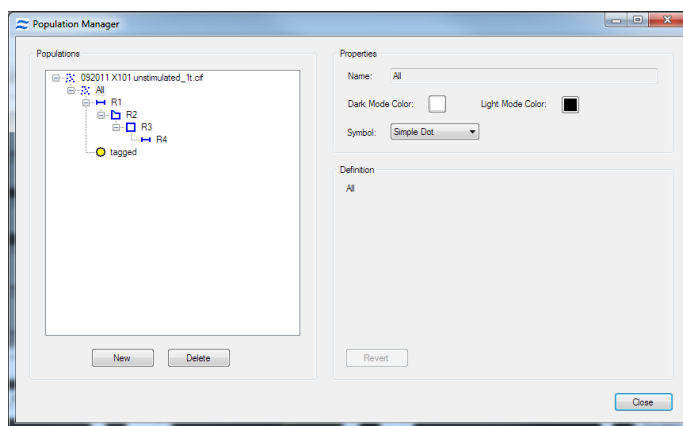 Population Manager
Populations
092011 X101 unstimulated_1t.cif
All
R1
R2
R3
R4
tagged
New
Delete
Properties
Name: All
Dark Mode Color:
Light Mode Color:
Symbol: Simple Dot
Definition
All
Revert
Close